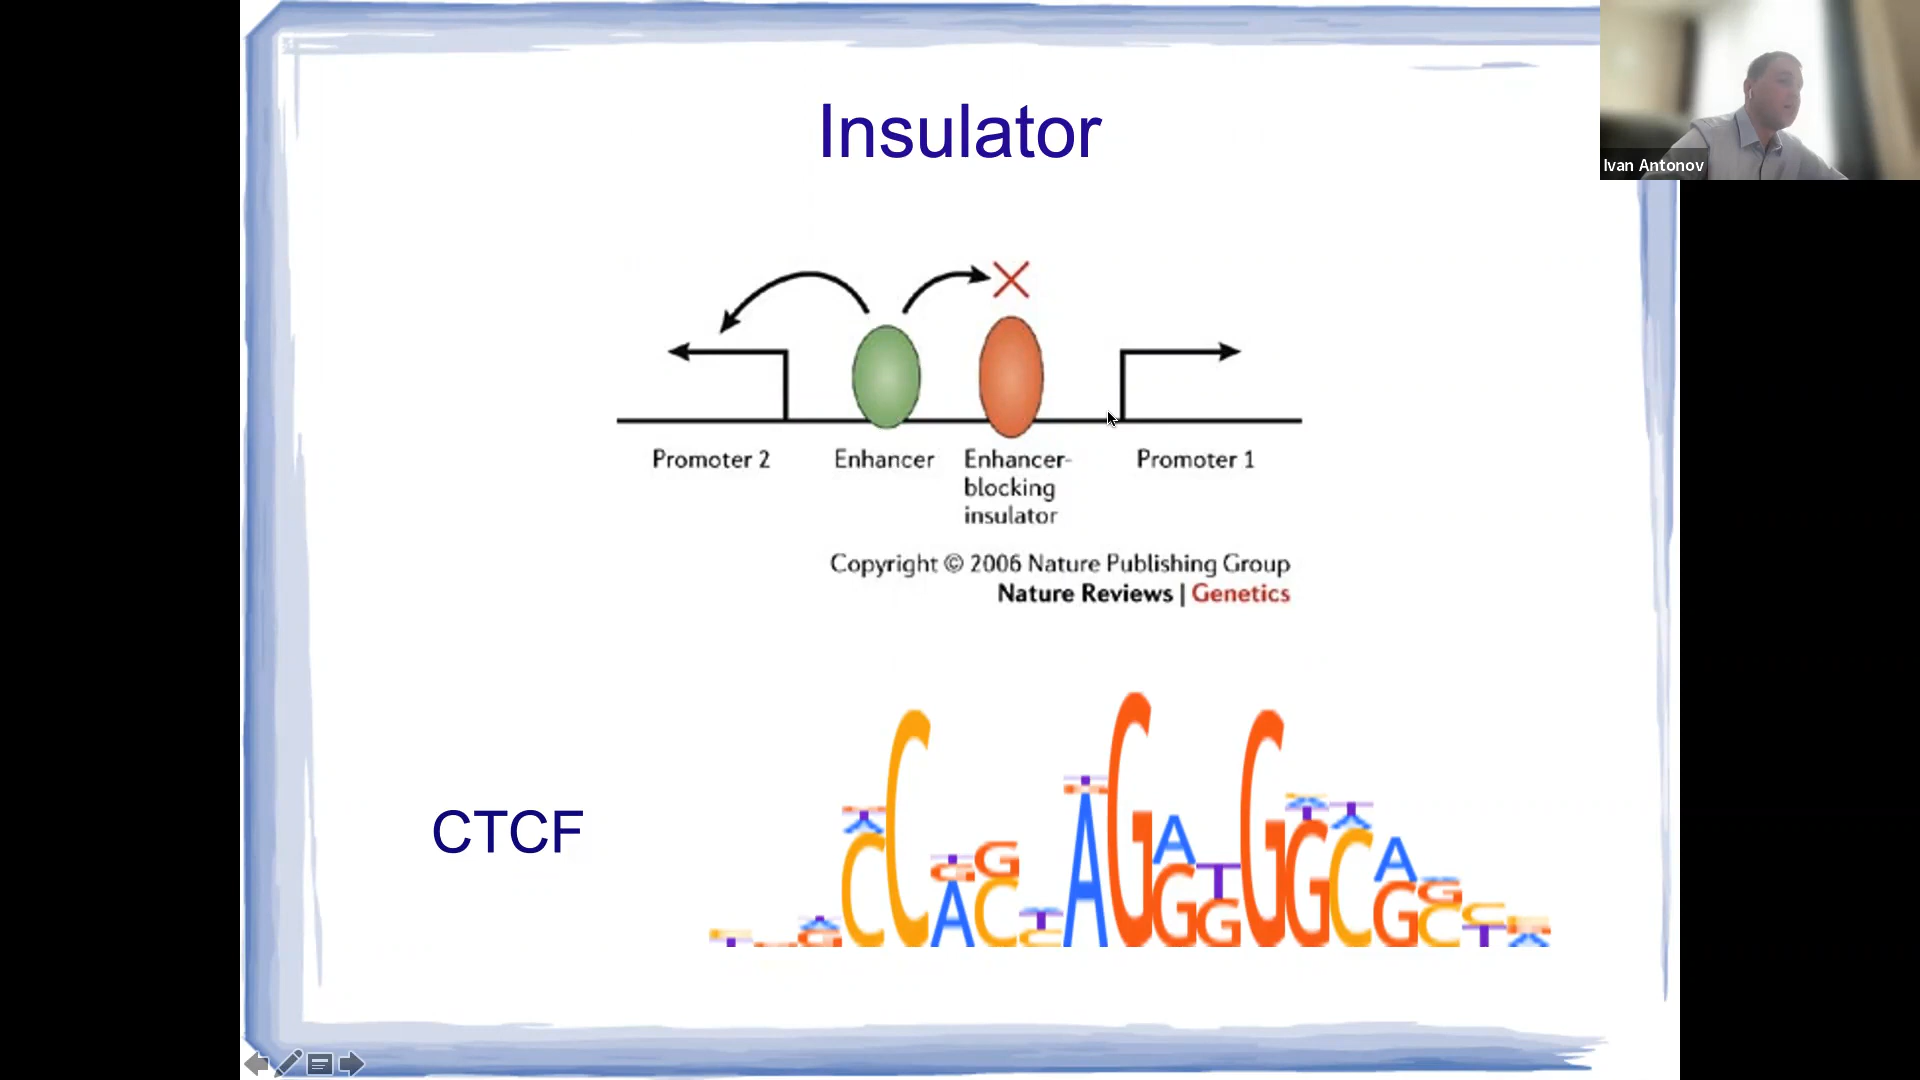 Insulator
Ivan Antonov
Promoter 2
Enhancer
Enhancer-
blocking
insulator
Promoter 1
Copyright © 2006 Nature Publishing Group
Nature Reviews | Genetics
CTCF